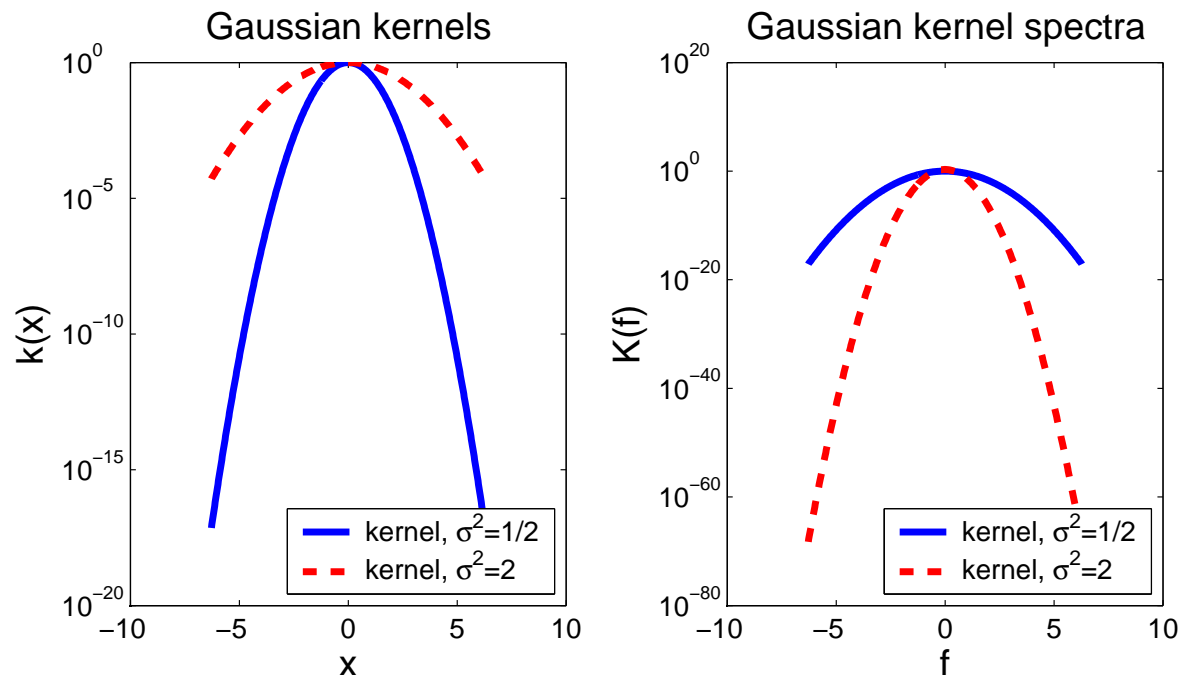 Gaussian kernels
10^0
10^−5
10^−10
10^−15
10^−20
k(x)
−10
−5
0
5
10
x
kernel, σ^2=1/2
kernel, σ^2=2
Gaussian kernel spectra
10^20
10^0
10^−20
10^−40
10^−60
10^−80
K(f)
−10
−5
0
5
10
f
kernel, σ^2=1/2
kernel, σ^2=2